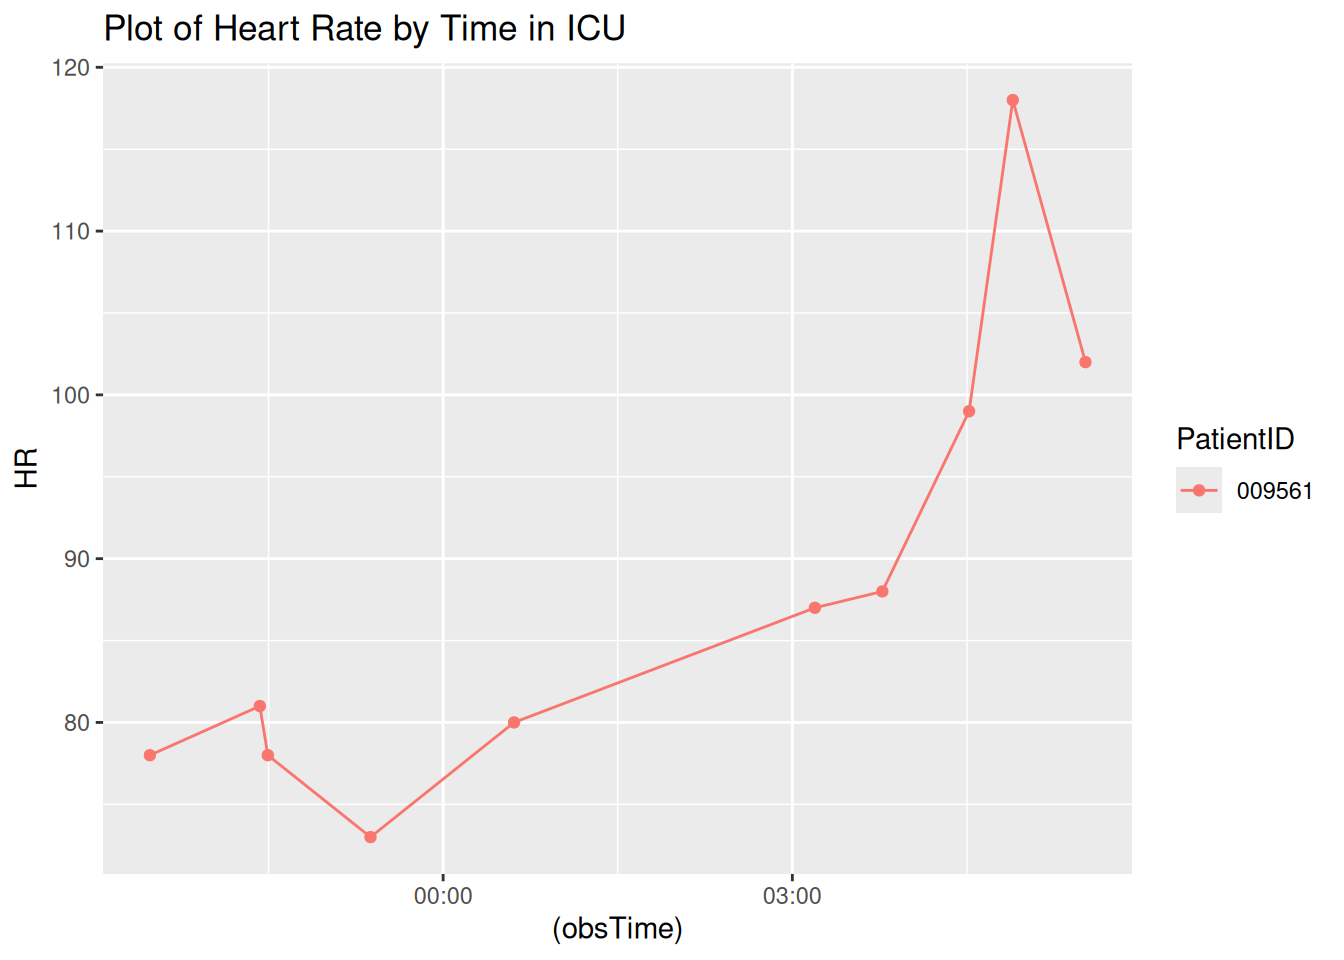 Plot of Heart Rate by Time in ICU
120
110
100
90
80
HR
00:00
03:00
(obsTime)
PatientID
009561